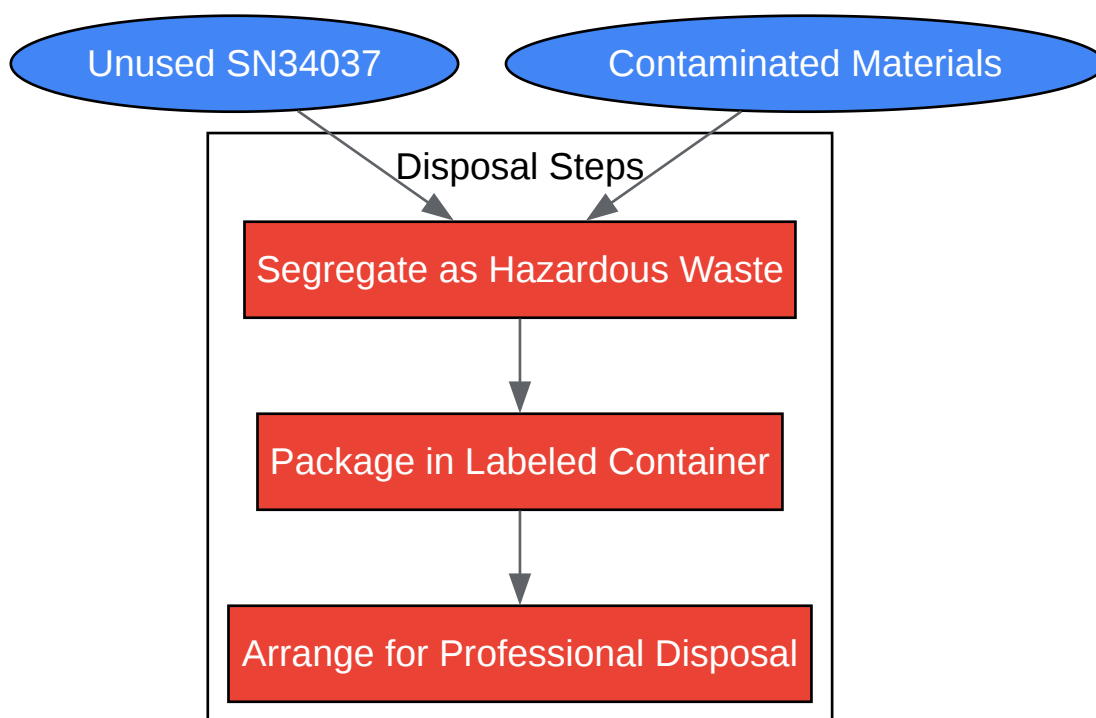 Unused SN34037
Contaminated Materials
Disposal Steps
Segregate as Hazardous Waste
Package in Labeled Container
Arrange for Professional Disposal